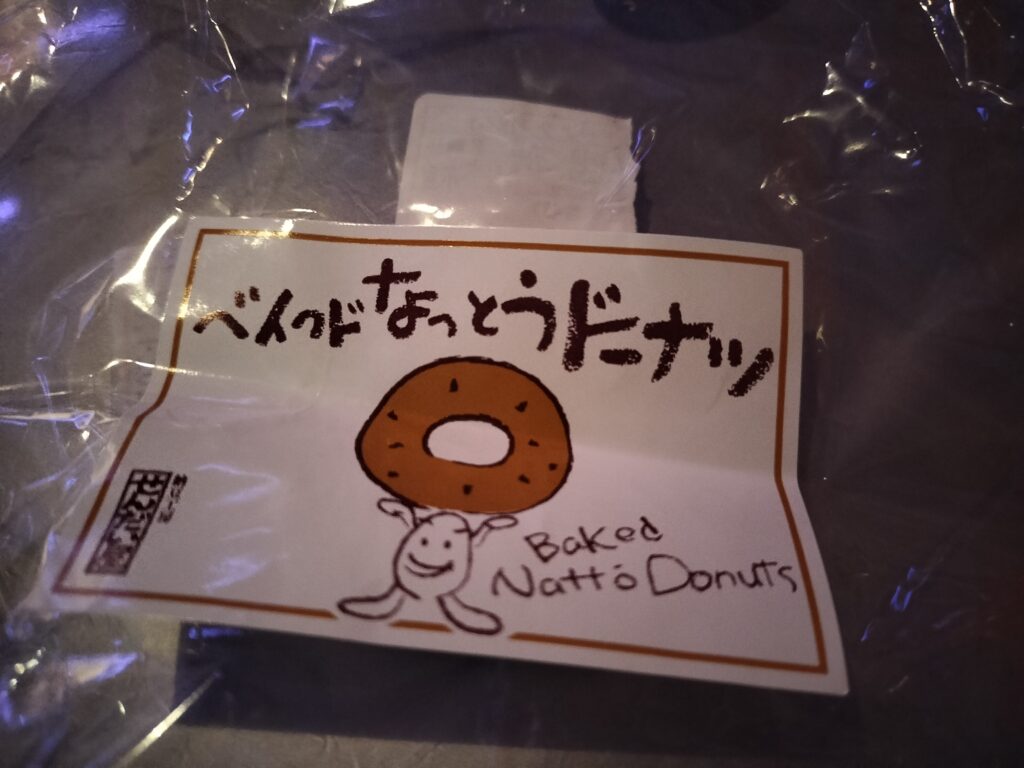 ベイクドなっとうドーナツ
Baked
Nattō Donuts